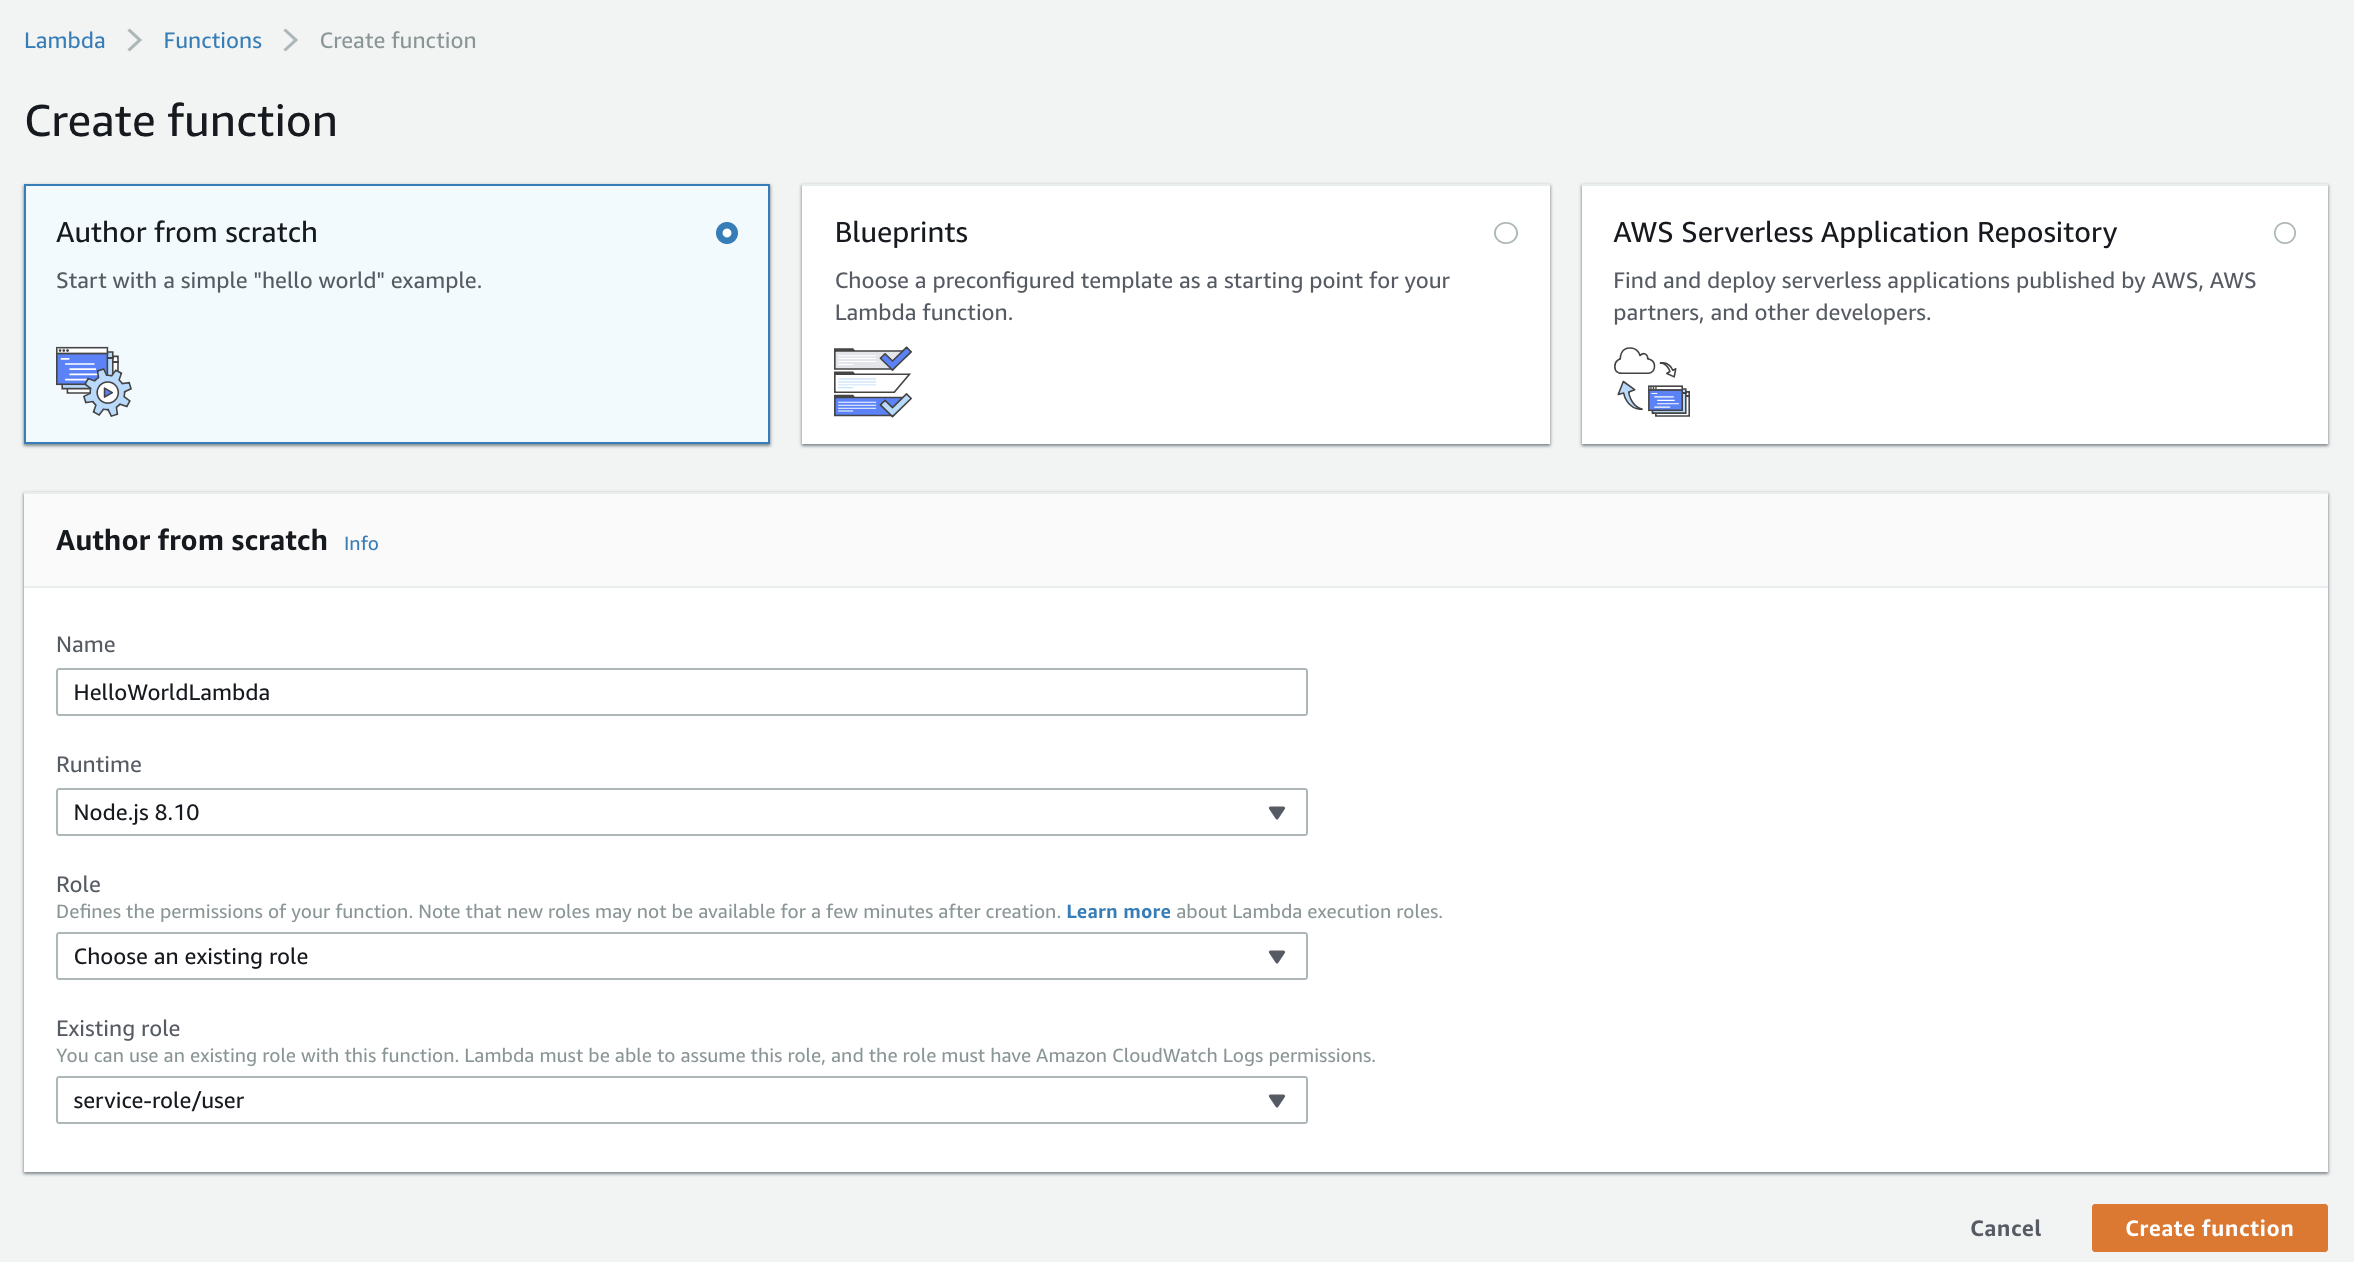 Lambda > Functions > Create function
Create function
Author from scratch
Start with a simple "hello world" example.
Blueprints
Choose a preconfigured template as a starting point for your
Lambda function.
AWS Serverless Application Repository
Find and deploy serverless applications published by AWS, AWS
partners, and other developers.
Author from scratch Info
Name
HelloWorldLambda
Runtime
Node.js 8.10
Role
Defines the permissions of your function. Note that new roles may not be available for a few minutes after creation. Learn more about Lambda execution roles.
Choose an existing role
Existing role
You can use an existing role with this function. Lambda must be able to assume this role, and the role must have Amazon CloudWatch Logs permissions.
service-role/user
Cancel Create function